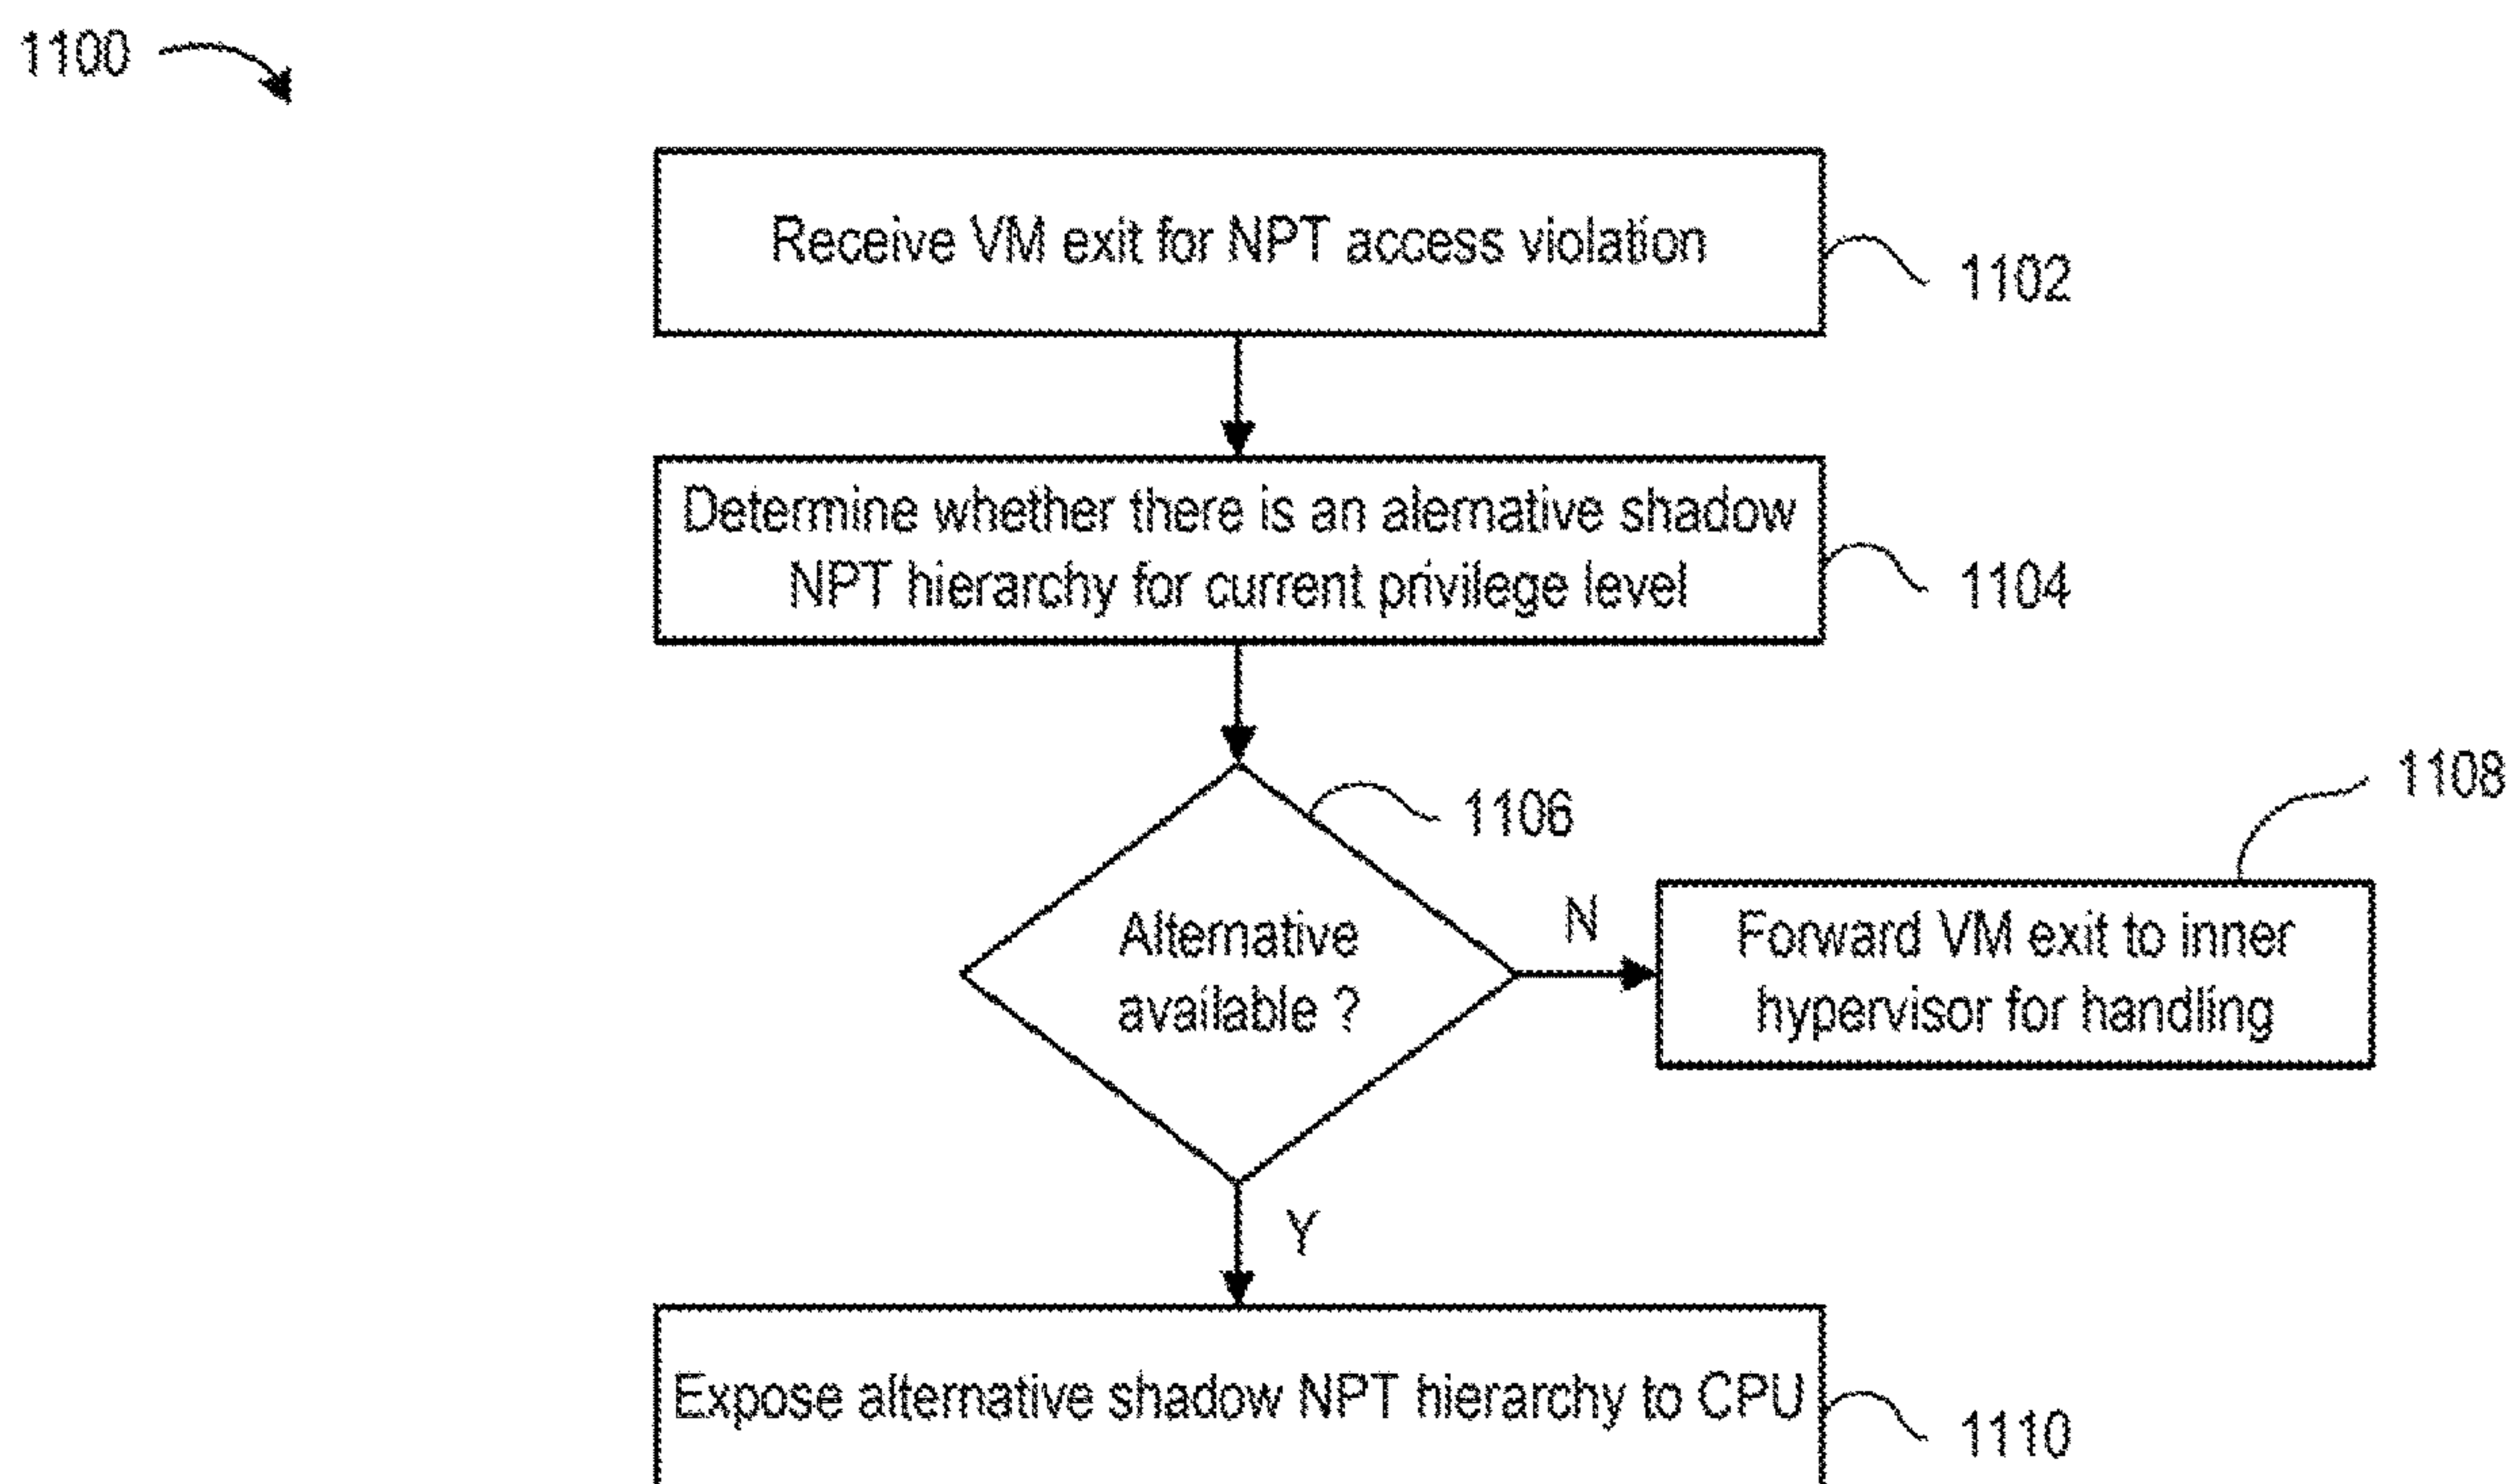 1100
Receive VM exit for NPT access violation
1102
Determine whether there is an alernative shadow
NPT hierarchy for current privilege level
1104
1106
1108
Alternative
available ?
N
Forward VM exit to inner
hypervisor for handling
Y
Expose alternative shadow NPT hierarchy to CPU
1110